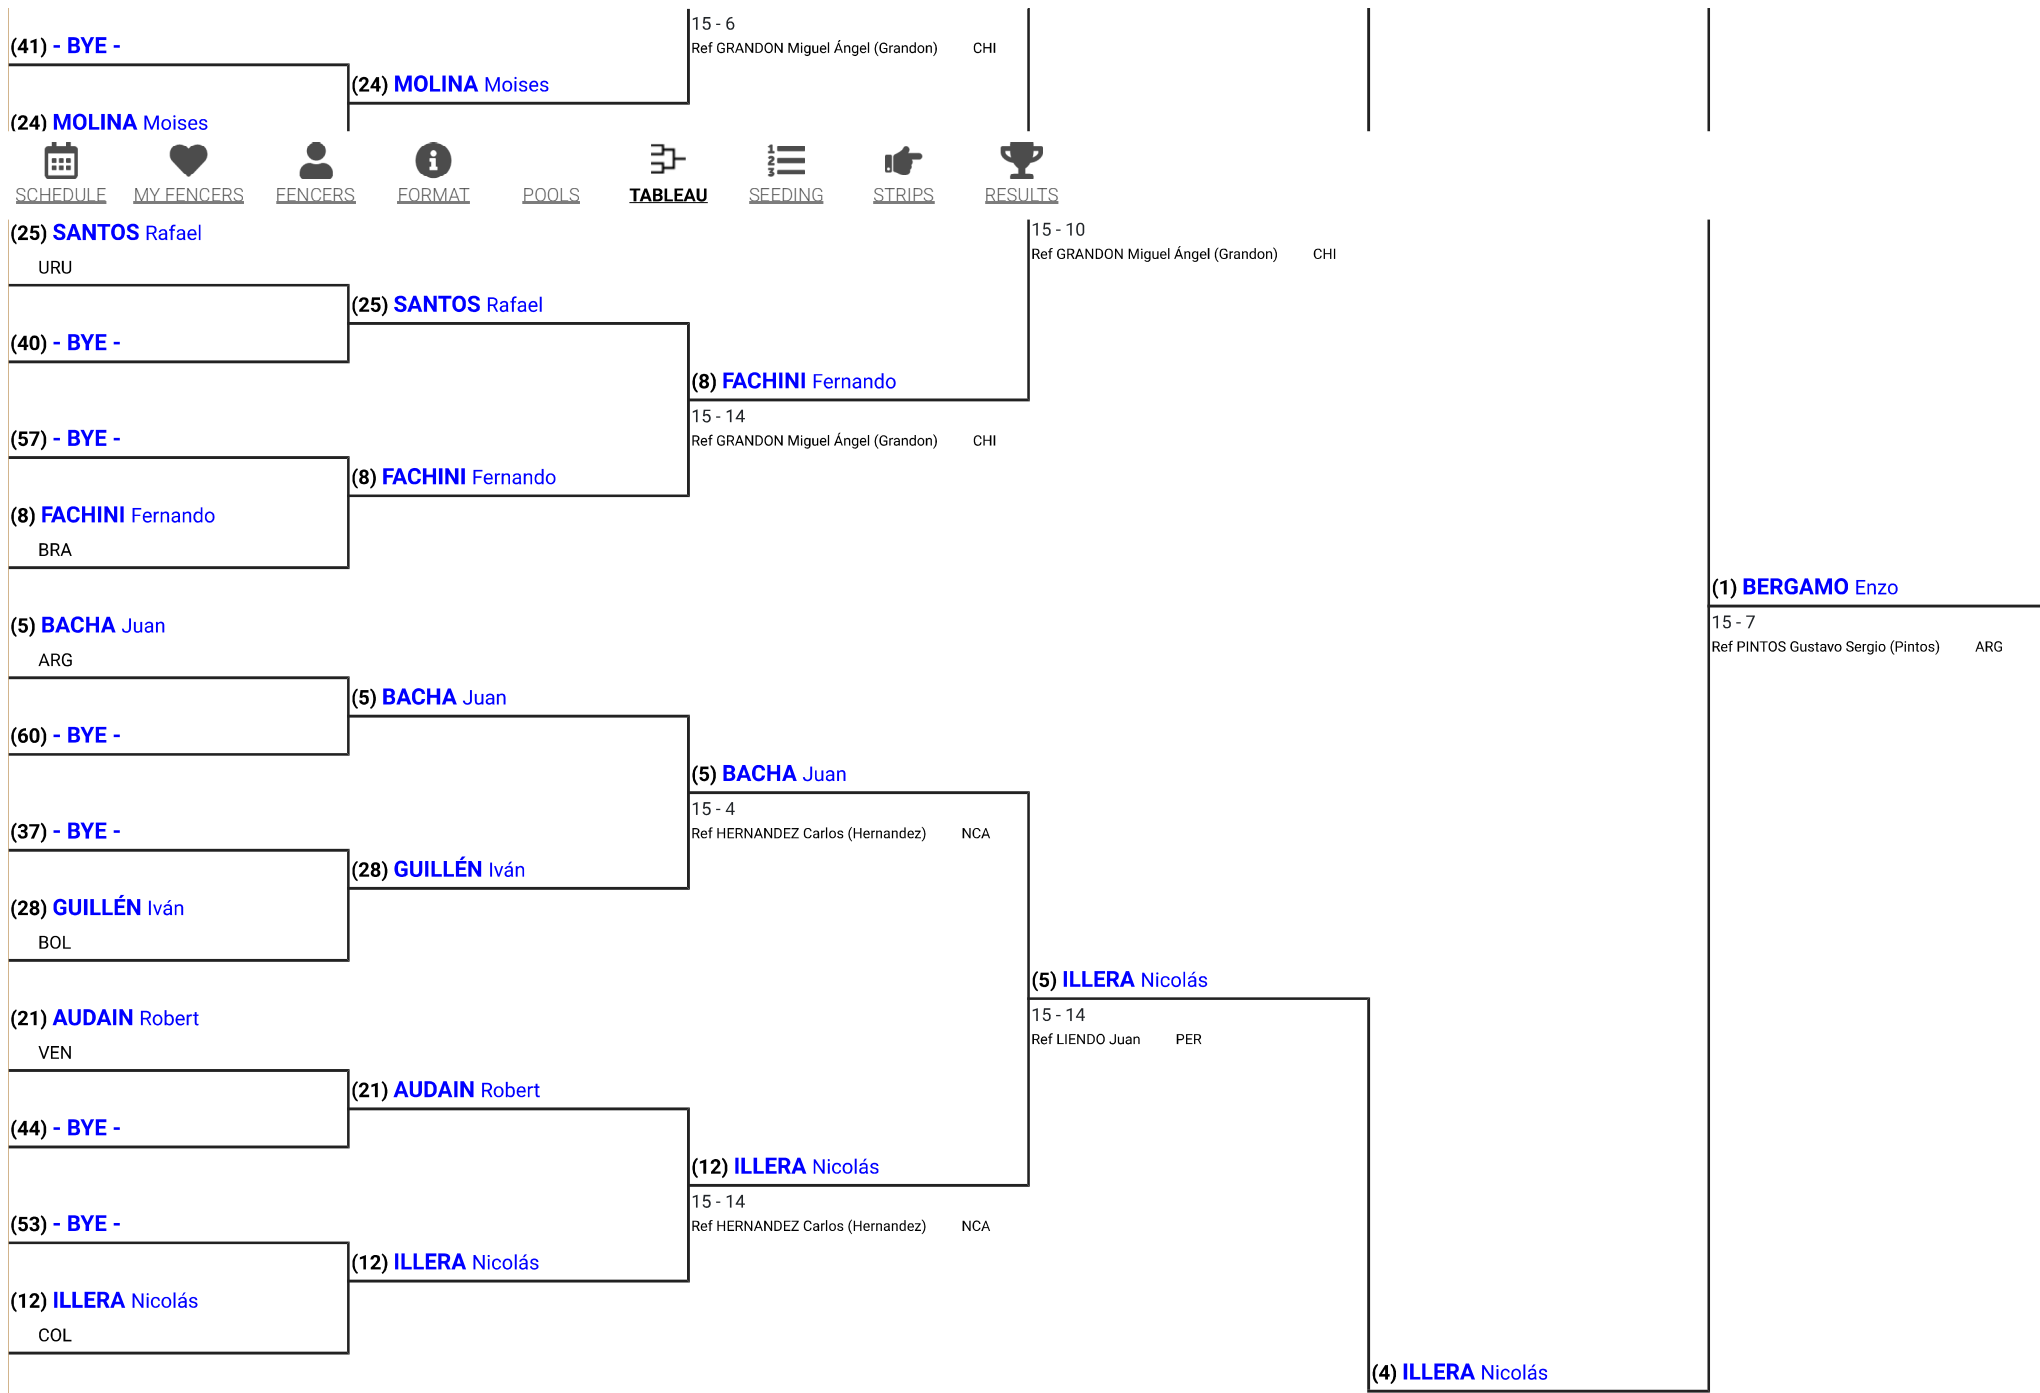 15 - 6
(41) - BYE -
Ref GRANDON Miguel Ángel (Grandon) CHI
(24) MOLINA Moises
(24) MOLINA Moises
SCHEDULE MY FENCERS FENCERS FORMAT POOLS TABLEAU SEEDING STRIPS RESULTS
(25) SANTOS Rafael
15 - 10
URU
Ref GRANDON Miguel Ángel (Grandon) CHI
(25) SANTOS Rafael
(40) - BYE -
(8) FACHINI Fernando
15 - 14
(57) - BYE -
Ref GRANDON Miguel Ángel (Grandon) CHI
(8) FACHINI Fernando
(8) FACHINI Fernando
BRA
(1) BERGAMO Enzo
15 - 7
(5) BACHA Juan
Ref PINTOS Gustavo Sergio (Pintos) ARG
ARG
(5) BACHA Juan
(60) - BYE -
(5) BACHA Juan
15 - 4
(37) - BYE -
Ref HERNANDEZ Carlos (Hernandez) NCA
(28) GUILLÉN Iván
(28) GUILLÉN Iván
BOL
(5) ILLERA Nicolás
(21) AUDAIN Robert
15 - 14
VEN
Ref LIENDO Juan PER
(21) AUDAIN Robert
(44) - BYE -
(12) ILLERA Nicolás
15 - 14
(53) - BYE -
Ref HERNANDEZ Carlos (Hernandez) NCA
(12) ILLERA Nicolás
(12) ILLERA Nicolás
COL
(4) ILLERA Nicolás